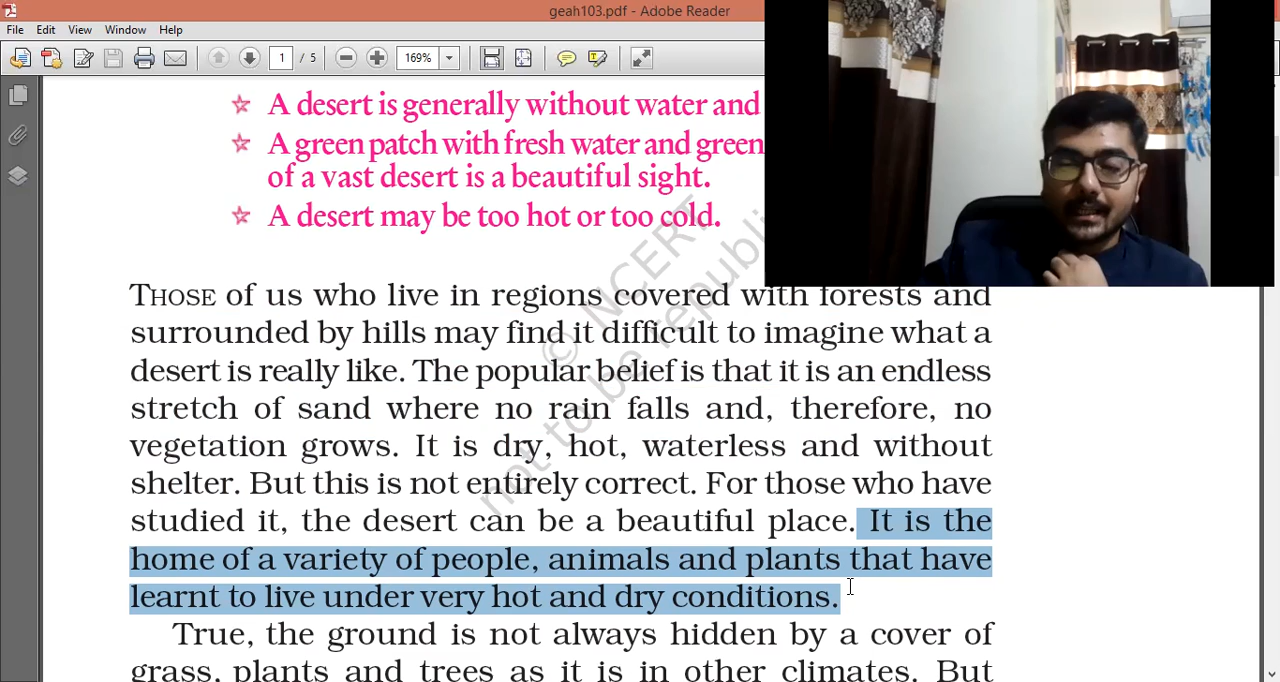 geah103.pdf - Adobe Reader
File Edit View Window Help
1 / 5 169%
A desert is generally without water and
A green patch with fresh water and green
of a vast desert is a beautiful sight.
A desert may be too hot or too cold.
© NCERT
not to be republi
THOSE of us who live in regions covered with forests and
surrounded by hills may find it difficult to imagine what a
desert is really like. The popular belief is that it is an endless
stretch of sand where no rain falls and, therefore, no
vegetation grows. It is dry, hot, waterless and without
shelter. But this is not entirely correct. For those who have
studied it, the desert can be a beautiful place. It is the
home of a variety of people, animals and plants that have
learnt to live under very hot and dry conditions.
True, the ground is not always hidden by a cover of
grass, plants and trees as it is in other climates. But